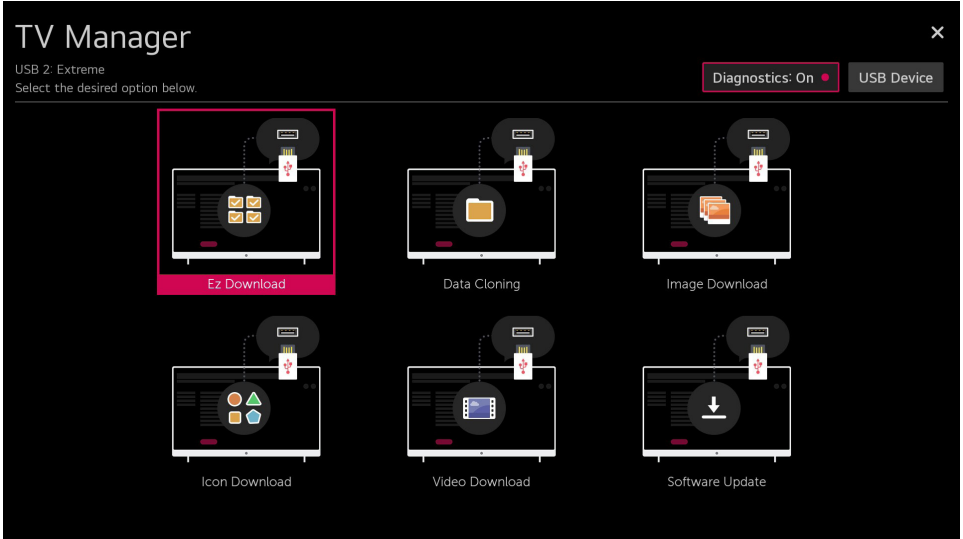 TV Manager
USB 2: Extreme
Select the desired option below.
Diagnostics: On
USB Device
Ez Download
Data Cloning
Image Download
Icon Download
Video Download
Software Update